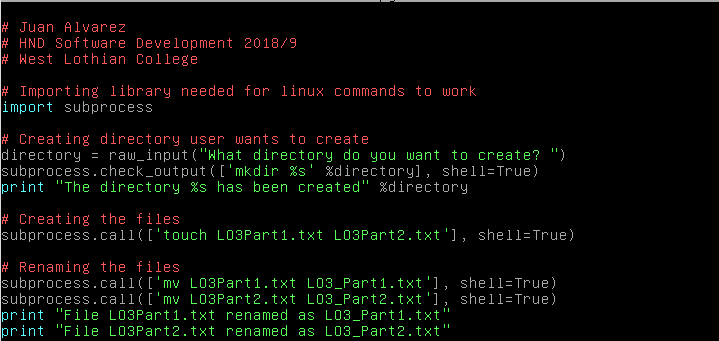 # Juan Alvarez
# HND Software Development 2018/9
# West Lothian College
# Importing library needed for linux commands to work
import subprocess
# Creating directory user wants to create
directory = raw_input("What directory do you want to create? ")
subprocess.check_output(['mkdir %s' %directory], shell=True)
print "The directory %s has been created" %directory
# Creating the files
subprocess.call(['touch LO3Part1.txt LO3Part2.txt'], shell=True)
# Renaming the files
subprocess.call(['mv LO3Part1.txt LO3_Part1.txt'], shell=True)
subprocess.call(['mv LO3Part2.txt LO3_Part2.txt'], shell=True)
print "File LO3Part1.txt renamed as LO3_Part1.txt"
print "File LO3Part2.txt renamed as LO3_Part2.txt"